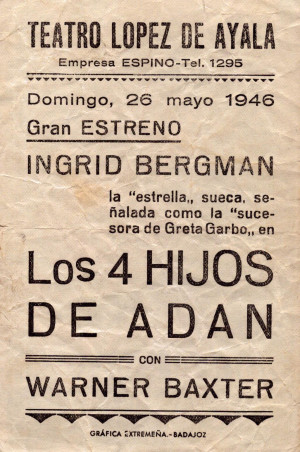 TEATRO LOPEZ DE AYALA
Empresa ESPINO-Tel. 1295
Domingo, 26 mayo 1946
Gran ESTRENO
INGRID BERGMAN
la "estrella„ sueca, se-
ñalada como la "suce-
sora de Greta Garbo„ en
Los 4 HIJOS
DE ADAN
CON
WARNER BAXTER
GRÁFICA EXTREMEÑA.-BADAJOZ